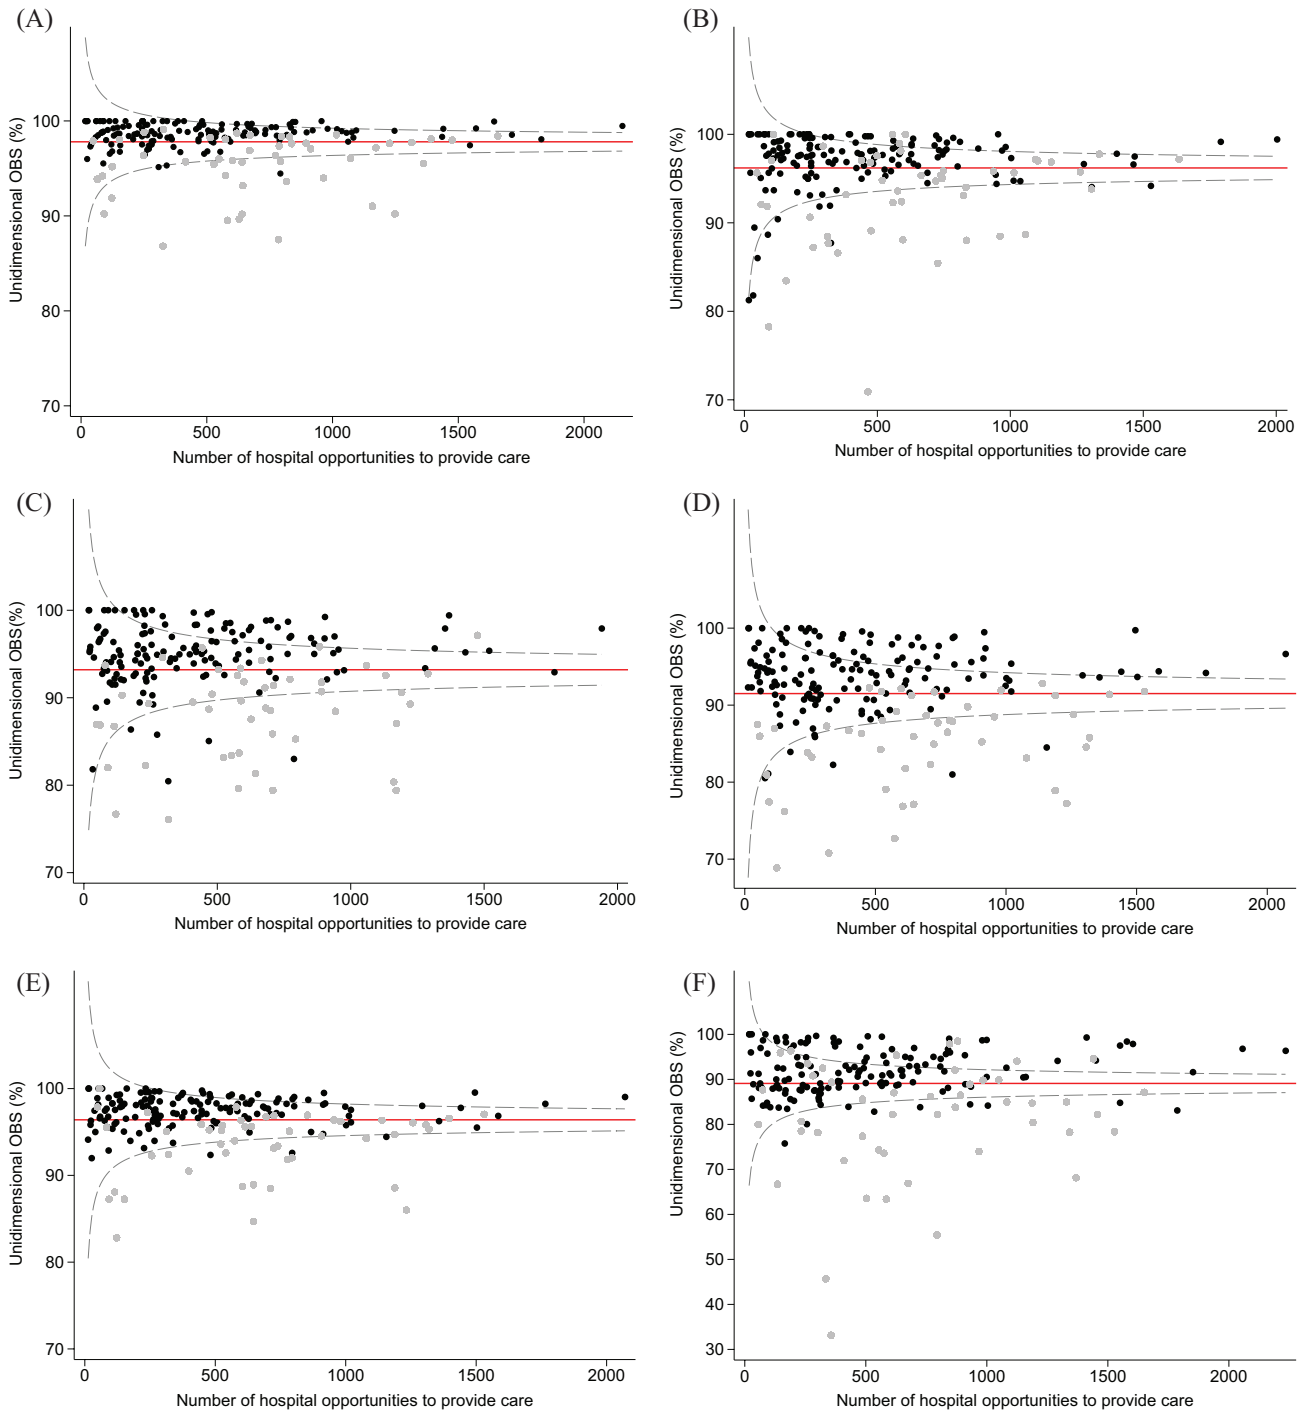 (A)
Unidimensional OBS (%)
100
90
80
70
0 500 1000 1500 2000
Number of hospital opportunities to provide care
(B)
Unidimensional OBS (%)
100
90
80
70
0 500 1000 1500 2000
Number of hospital opportunities to provide care
(C)
Unidimensional OBS(%)
100
90
80
70
0 500 1000 1500 2000
Number of hospital opportunities to provide care
(D)
Unidimensional OBS (%)
100
90
80
70
0 500 1000 1500 2000
Number of hospital opportunities to provide care
(E)
Unidimensional OBS (%)
100
90
80
70
0 500 1000 1500 2000
Number of hospital opportunities to provide care
(F)
Unidimensional OBS (%)
100
90
80
70
60
50
40
30
0 500 1000 1500 2000
Number of hospital opportunities to provide care